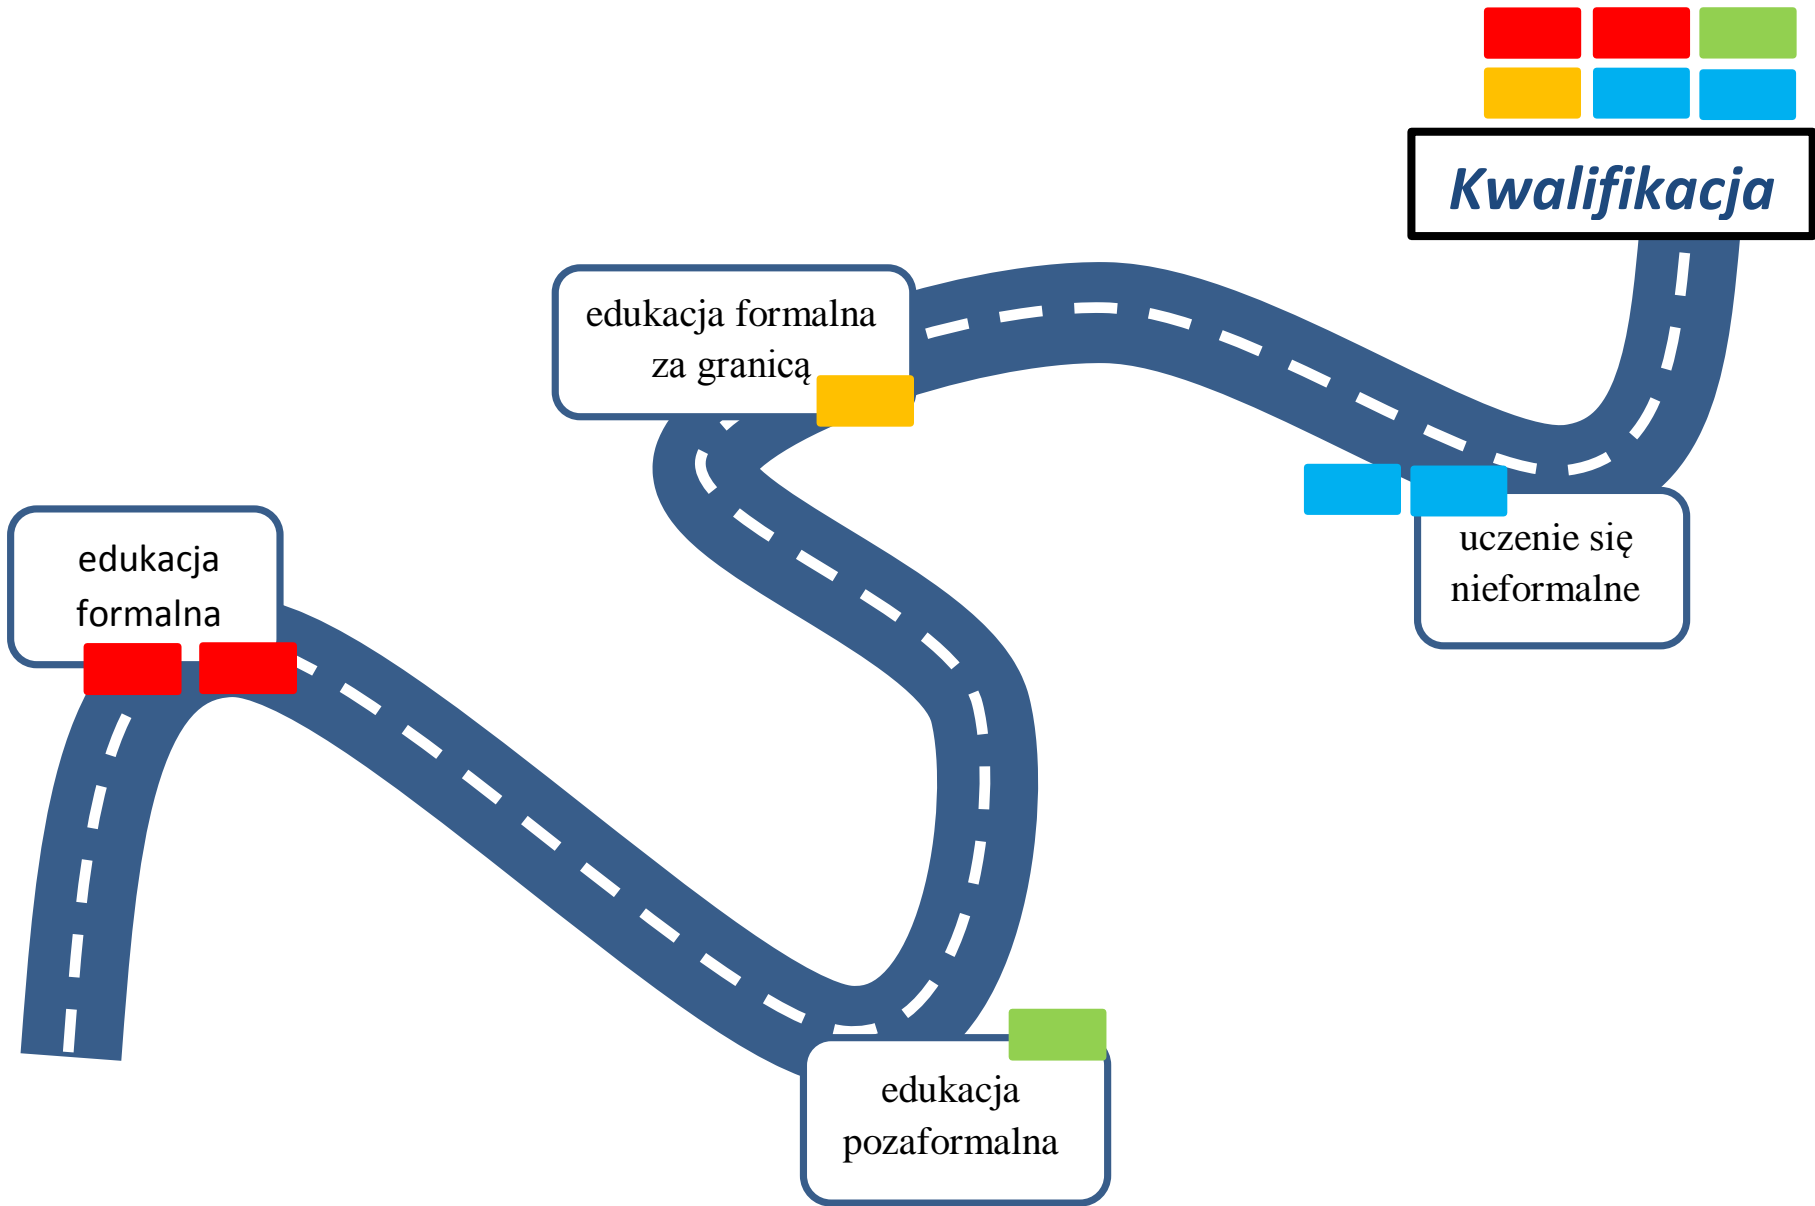 Kwalifikacja
edukacja formalna
za granicą
edukacja
formalna
uczenie się
nieformalne
edukacja
pozaformalna